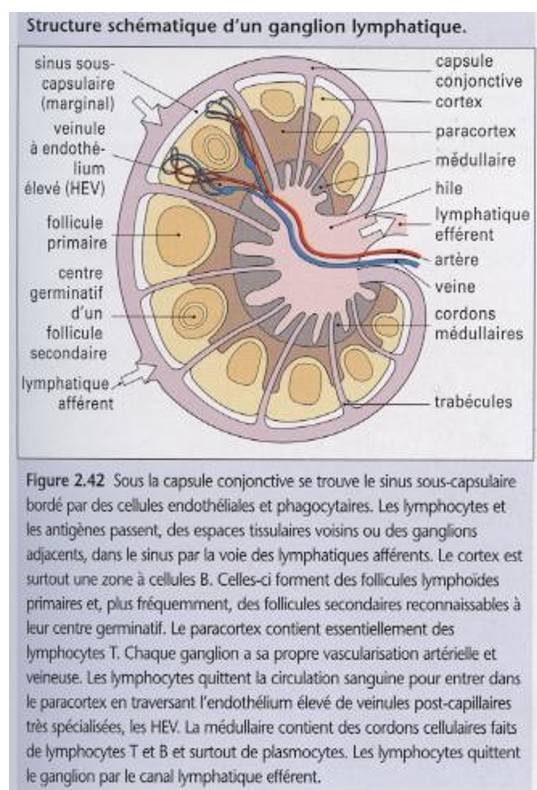 Structure schématique d'un ganglion lymphatique.
sinus sous-
capsulaire
(marginal)
veinule
à endothé-
lium
élevé (HEV)
follicule
primaire
centre
germinatif
d'un
follicule
secondaire
lymphatique
afférent
capsule
conjonctive
cortex
paracortex
médullaire
hile
lymphatique
efférent
artère
veine
cordons
médullaires
trabécules
Figure 2.42 Sous la capsule conjonctive se trouve le sinus sous-capsulaire
bordé par des cellules endothéliales et phagocytaires. Les lymphocytes et
les antigènes passent, des espaces tissulaires voisins ou des ganglions
adjacents, dans le sinus par la voie des lymphatiques afférents. Le cortex est
surtout une zone à cellules B. Celles-ci forment des follicules lymphoïdes
primaires et, plus fréquemment, des follicules secondaires reconnaissables à
leur centre germinatif. Le paracortex contient essentiellement des
lymphocytes T. Chaque ganglion a sa propre vascularisation artérielle et
veineuse. Les lymphocytes quittent la circulation sanguine pour entrer dans
le paracortex en traversant l'endothélium élevé de veinules post-capillaires
très spécialisées, les HEV. La médullaire contient des cordons cellulaires faits
de lymphocytes T et B et surtout de plasmocytes. Les lymphocytes quittent
le ganglion par le canal lymphatique efférent.